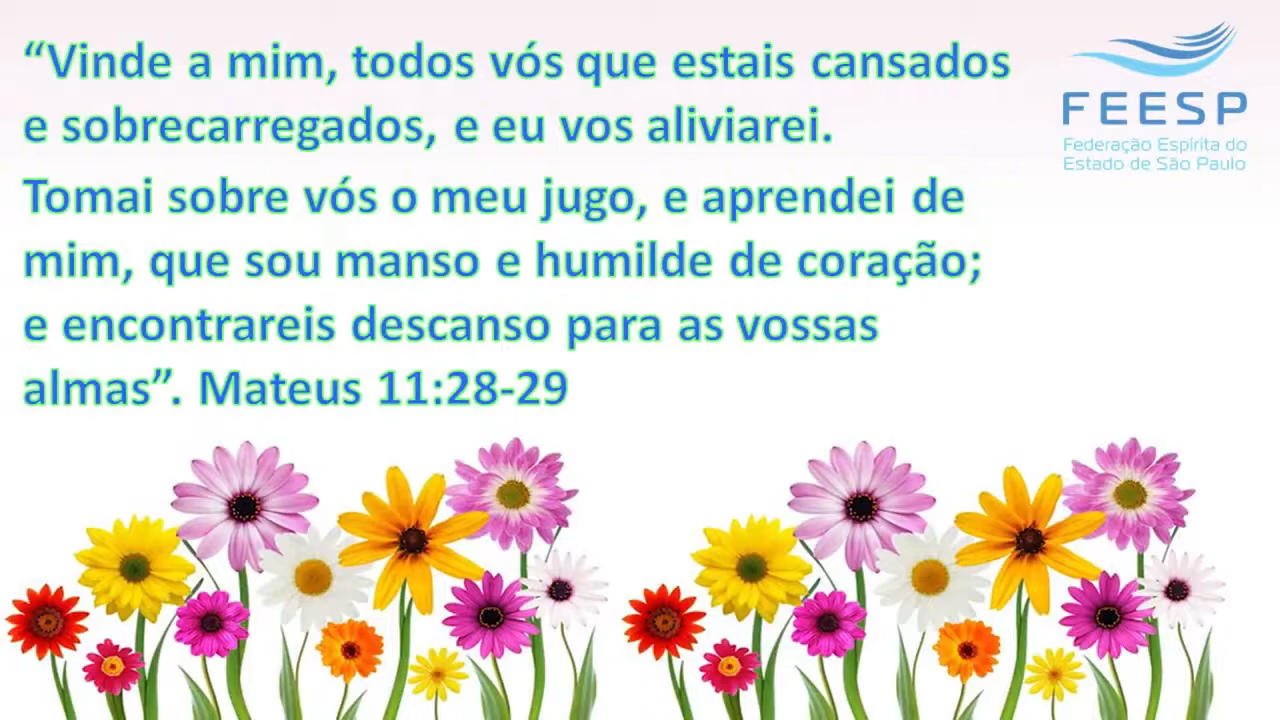 “Vinde a mim, todos vós que estais cansados
e sobrecarregados, e eu vos aliviarei.
Tomai sobre vós o meu jugo, e aprendei de
mim, que sou manso e humilde de coração;
e encontrareis descanso para as vossas
almas”. Mateus 11:28-29
FEESP
Federação Espírita do
Estado de São Paulo